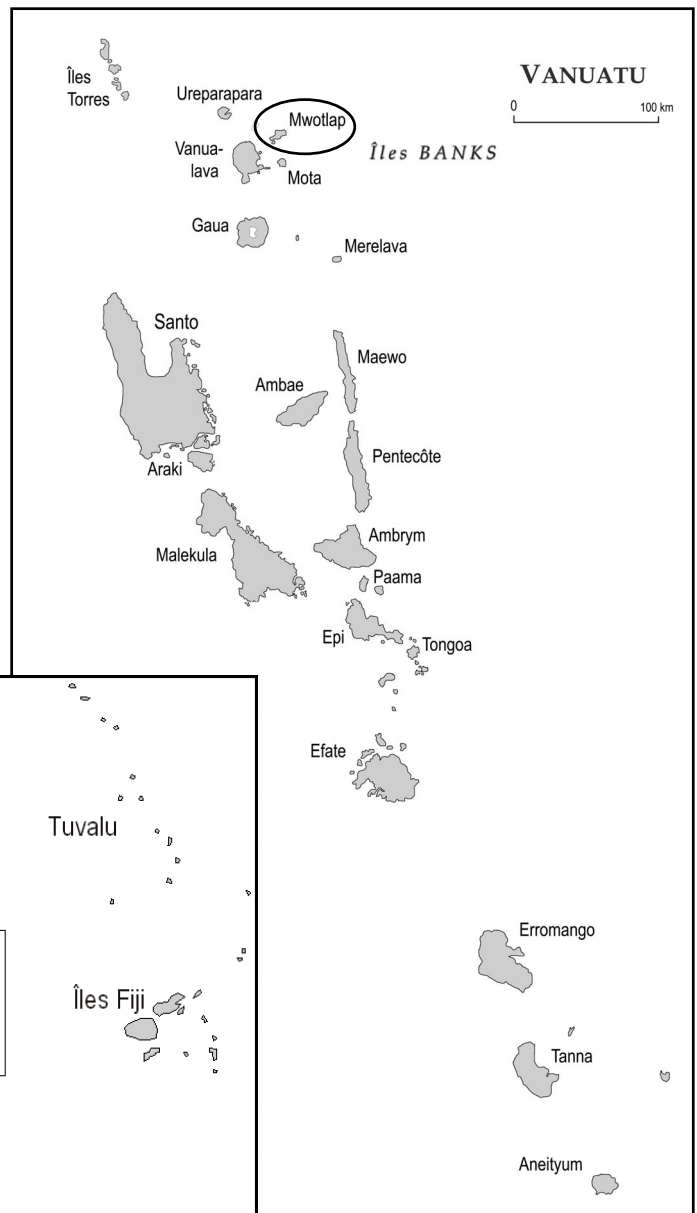 VANUATU
0 100 km
Îles
Torres
Ureparapara
Mwotlap
Vanua-
lava
Îles BANKS
Mota
Gaua
Merelava
Santo
Maewo
Ambae
Pentecôte
Araki
Ambrym
Malekula
Paama
Epi
Tongoa
Efate
Tuvalu
Erromango
Îles Fiji
Tanna
Aneityum